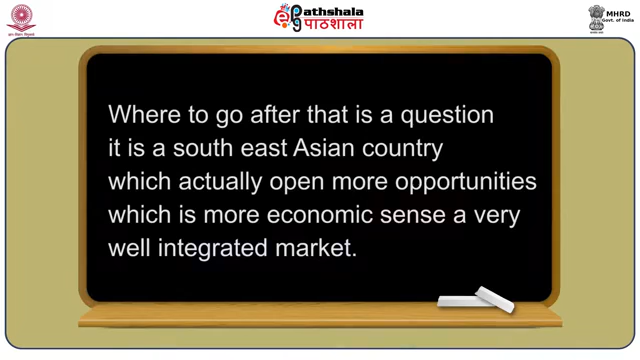 Pathshala
पाठशाला
MHRD
Govt. of India
Where to go after that is a question
it is a south east Asian country
which actually open more opportunities
which is more economic sense a very
well integrated market.